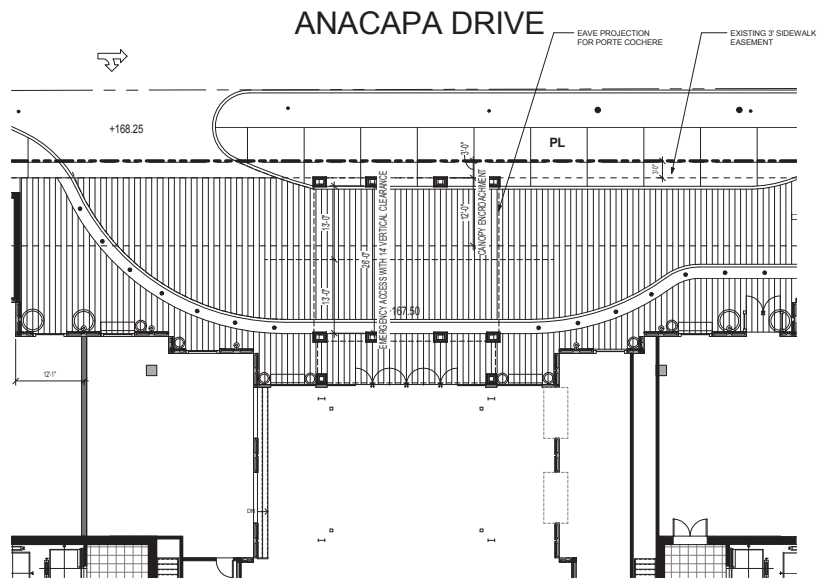 ANACAPA DRIVE
EAVE PROJECTION
FOR PORTE COCHERE
EXISTING 3' SIDEWALK
EASEMENT
+168.25
PL
3'-0"
3'-0"
EMERGENCY ACCESS WITH 14' VERTICAL CLEARANCE
CANOPY ENCROACHMENT
13'-0"
12'-0"
26'-0"
13'-0"
167.50
12'-1"
DN